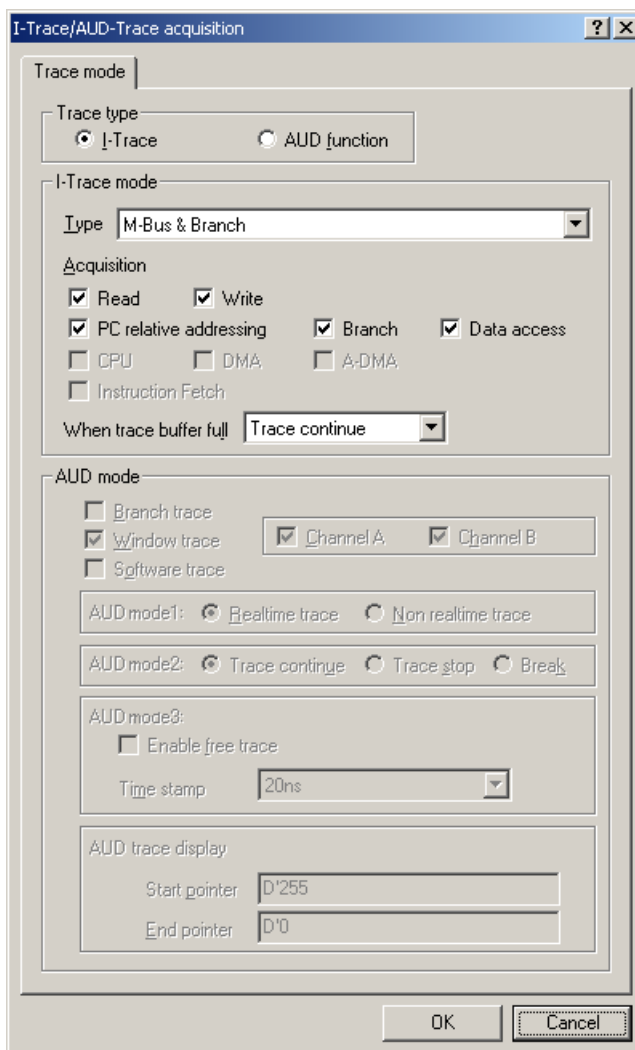 I-Trace/AUD-Trace acquisition
Trace mode
Trace type
I-Trace AUD function
I-Trace mode
Type M-Bus & Branch
Acquisition
Read Write
PC relative addressing Branch Data access
CPU DMA A-DMA
Instruction Fetch
When trace buffer full Trace continue
AUD mode
Branch trace
Window trace Channel A Channel B
Software trace
AUD mode1: Realtime trace Non realtime trace
AUD mode2: Trace continue Trace stop Break
AUD mode3:
Enable free trace
Time stamp 20ns
AUD trace display
Start pointer D'255
End pointer D'0
OK Cancel